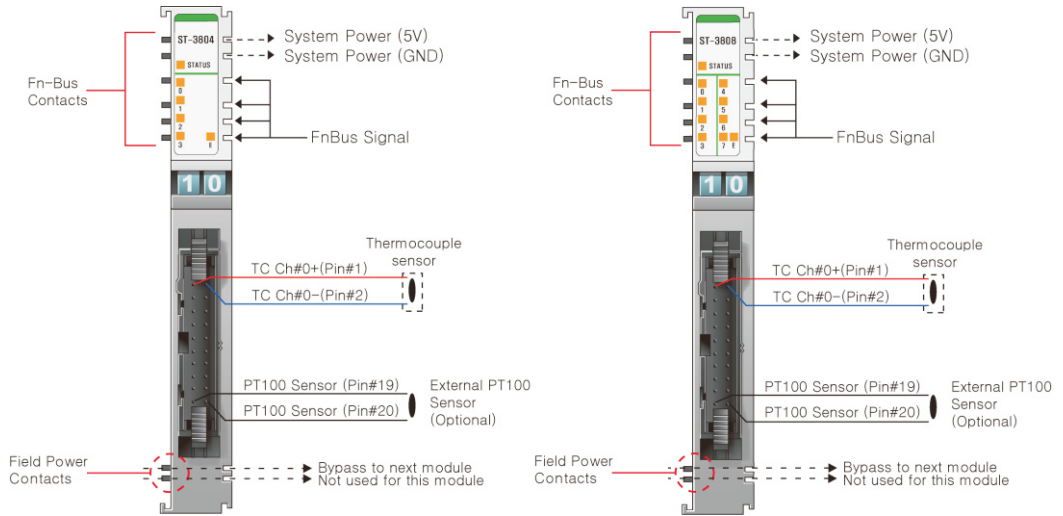 ST-3804
STATUS
0
1
2
3
E
System Power (5V)
System Power (GND)
Fn-Bus
Contacts
FnBus Signal
10
Thermocouple
sensor
TC Ch#0+(Pin#1)
TC Ch#0-(Pin#2)
PT100 Sensor (Pin#19)
PT100 Sensor (Pin#20)
External PT100
Sensor
(Optional)
Field Power
Contacts
Bypass to next module
Not used for this module
ST-3808
STATUS
0 4
1 5
2 6
3 7 E
System Power (5V)
System Power (GND)
Fn-Bus
Contacts
FnBus Signal
10
Thermocouple
sensor
TC Ch#0+(Pin#1)
TC Ch#0-(Pin#2)
PT100 Sensor (Pin#19)
PT100 Sensor (Pin#20)
External PT100
Sensor
(Optional)
Field Power
Contacts
Bypass to next module
Not used for this module